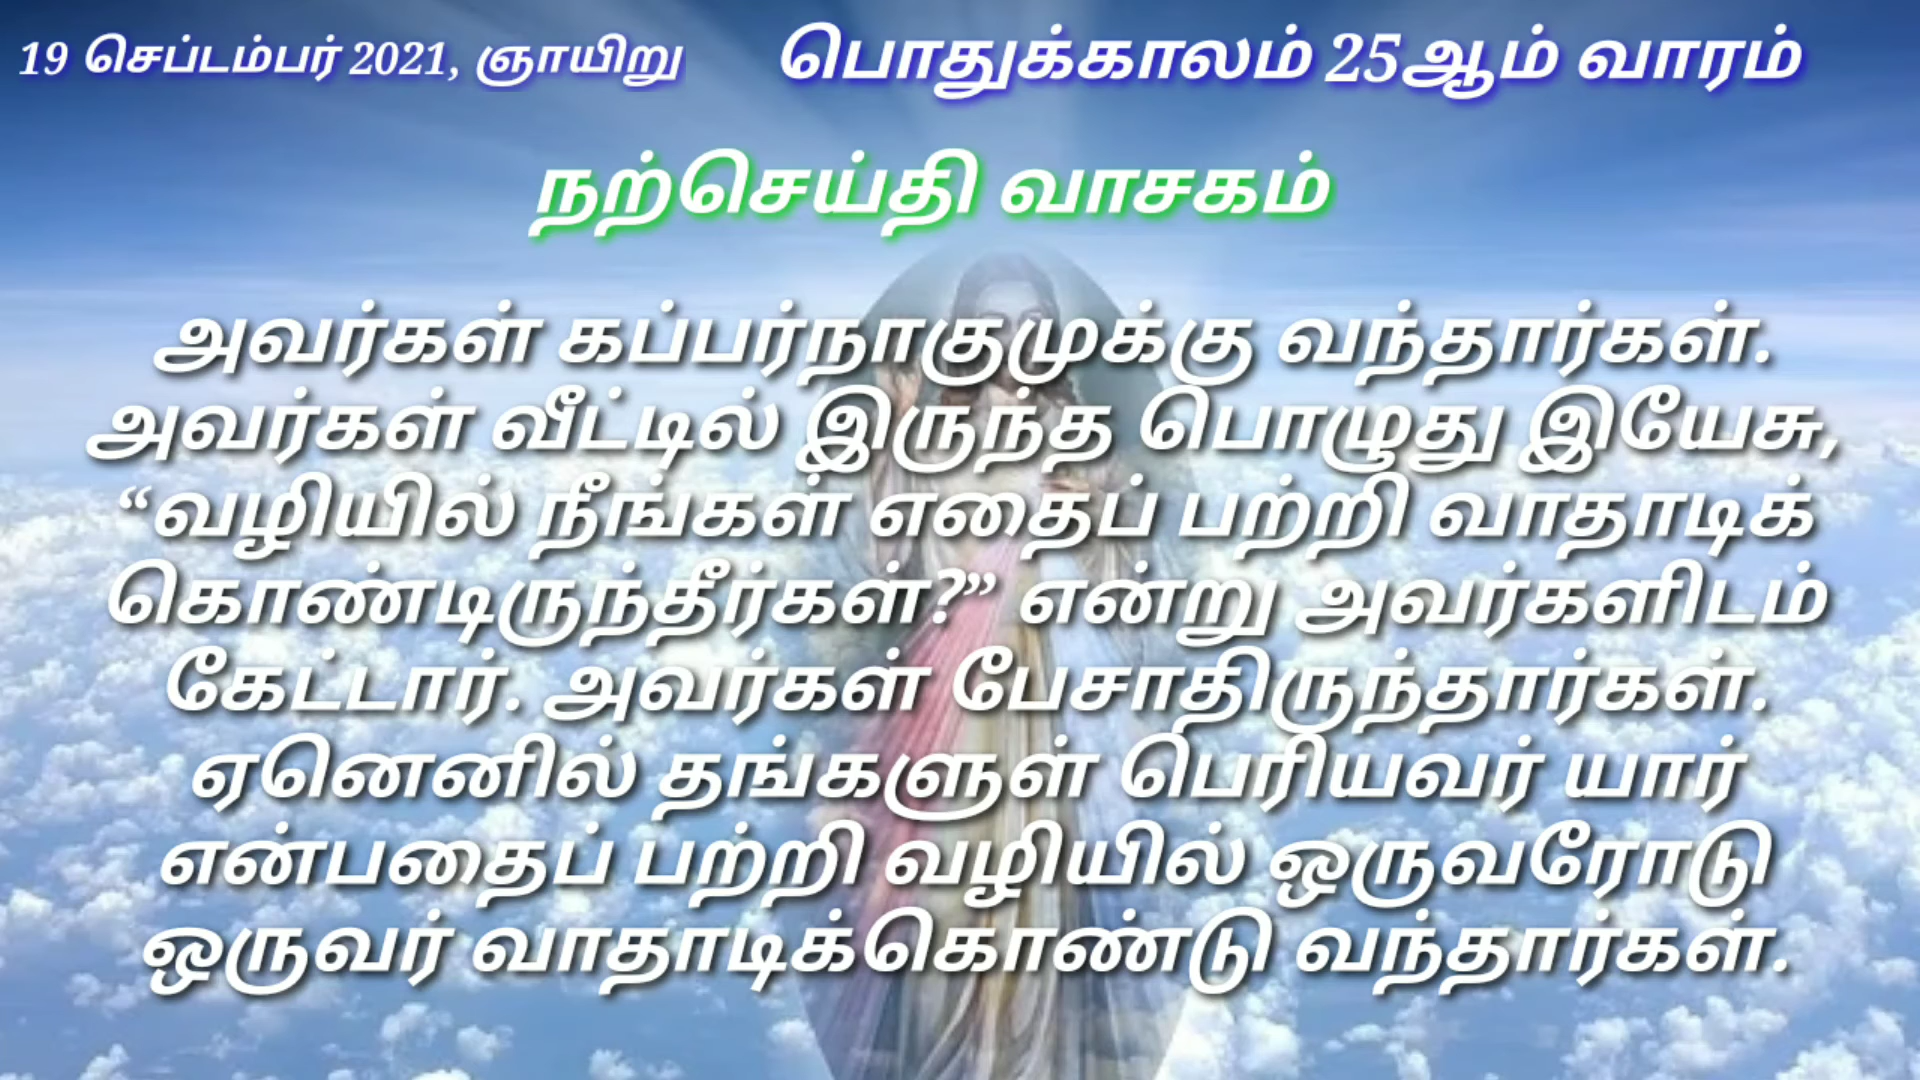 19 செப்டம்பர் 2021, ஞாயிறு
பொதுக்காலம் 25ஆம் வாரம்
நற்செய்தி வாசகம்
அவர்கள் கப்பர்நாகுமுக்கு வந்தார்கள்.
அவர்கள் வீட்டில் இருந்த பொழுது இயேசு,
“வழியில் நீங்கள் எதைப் பற்றி வாதாடிக்
கொண்டிருந்தீர்கள்?” என்று அவர்களிடம்
கேட்டார். அவர்கள் பேசாதிருந்தார்கள்.
ஏனெனில் தங்களுள் பெரியவர் யார்
என்பதைப் பற்றி வழியில் ஒருவரோடு
ஒருவர் வாதாடிக்கொண்டு வந்தார்கள்.